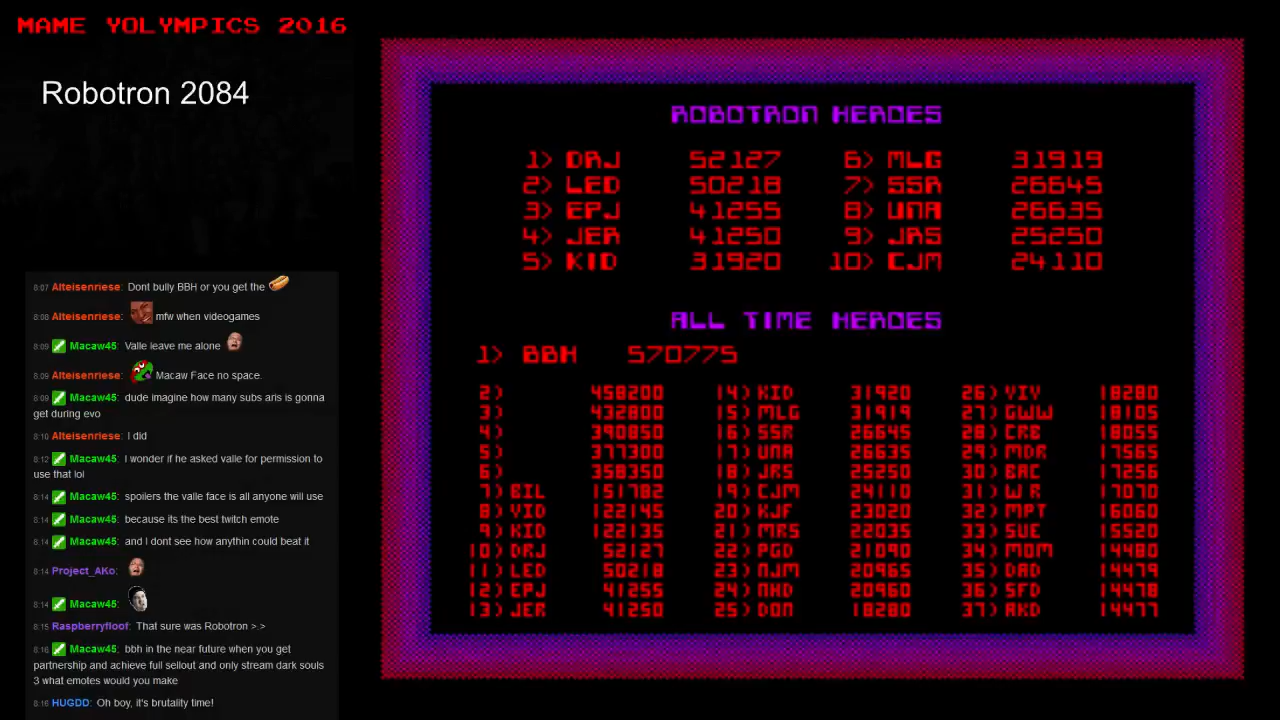 MAME YOLYMPICS 2016
Robotron 2084
8:07 Alteisenriese: Dont bully BBH or you get the
8:08 Alteisenriese: mfw when videogames
8:09 Macaw45: Valle leave me alone
8:09 Alteisenriese: Macaw Face no space.
8:09 Macaw45: dude imagine how many subs aris is gonna
get during evo
8:10 Alteisenriese: I did
8:12 Macaw45: I wonder if he asked valle for permission to
use that lol
8:14 Macaw45: spoilers the valle face is all anyone will use
8:14 Macaw45: because its the best twitch emote
8:14 Macaw45: and I dont see how anythin could beat it
8:14 Project_AKo:
8:14 Macaw45:
8:15 Raspberryfloof: That sure was Robotron >.>
8:16 Macaw45: bbh in the near future when you get
partnership and achieve full sellout and only stream dark souls
3 what emotes would you make
8:16 HUGDD: Oh boy, it's brutality time!
ROBOTRON HEROES
1) DRJ 52127 6) MLG 31919
2) LED 50218 7) SSR 26645
3) EPJ 41255 8) UNA 26635
4) JER 41250 9) JRS 25250
5) KID 31920 10) CJM 24110
ALL TIME HEROES
1) BBH 570775
2) 458200 14) KID 31920 26) VIV 18280
3) 432800 15) MLG 31919 27) GWW 18105
4) 390850 16) SSR 26645 28) CRB 18055
5) 377300 17) UNA 26635 29) MDR 17565
6) 358350 18) JRS 25250 30) BAC 17256
7) BIL 151782 19) CJM 24110 31) W R 17070
8) VID 122145 20) KJF 23020 32) MPT 16060
9) KID 122135 21) MRS 22035 33) SUE 15520
10) DRJ 52127 22) PGD 21090 34) MOM 14480
11) LED 50218 23) NJM 20965 35) DAD 14479
12) EPJ 41255 24) NHD 20960 36) SFD 14478
13) JER 41250 25) DON 18280 37) AKD 14477